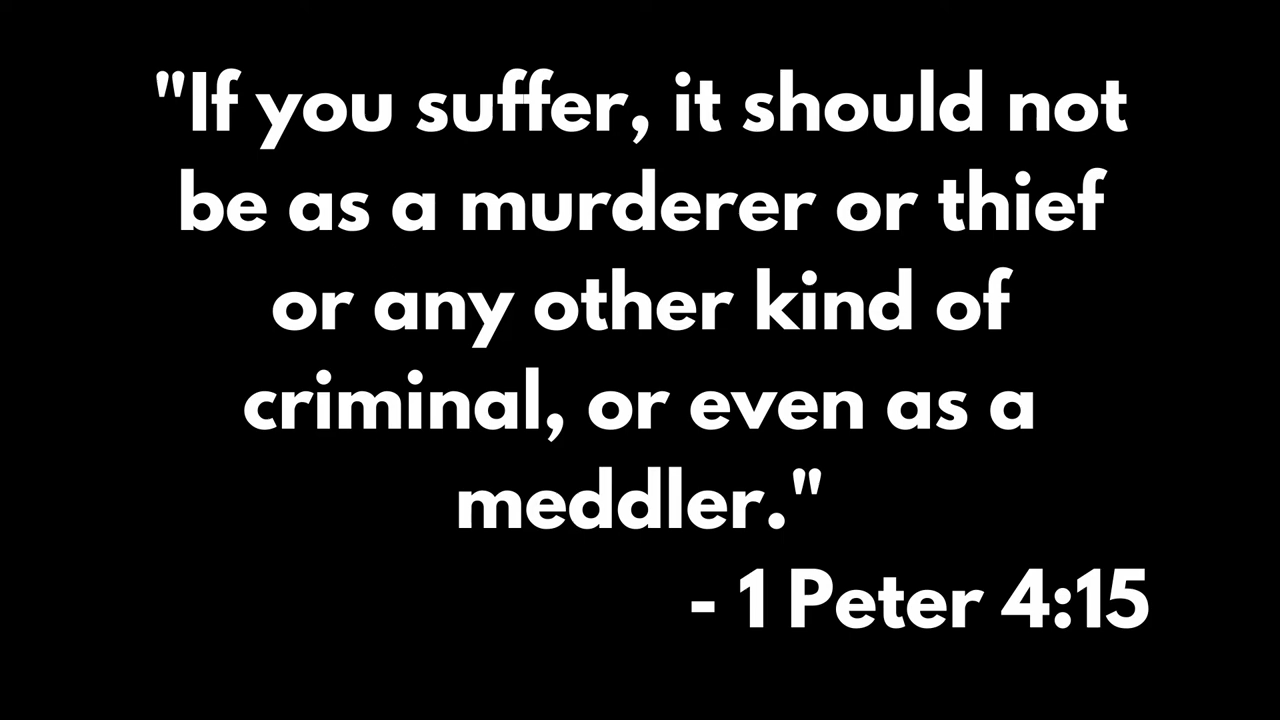 "If you suffer, it should not
be as a murderer or thief
or any other kind of
criminal, or even as a
meddler."
- 1 Peter 4:15